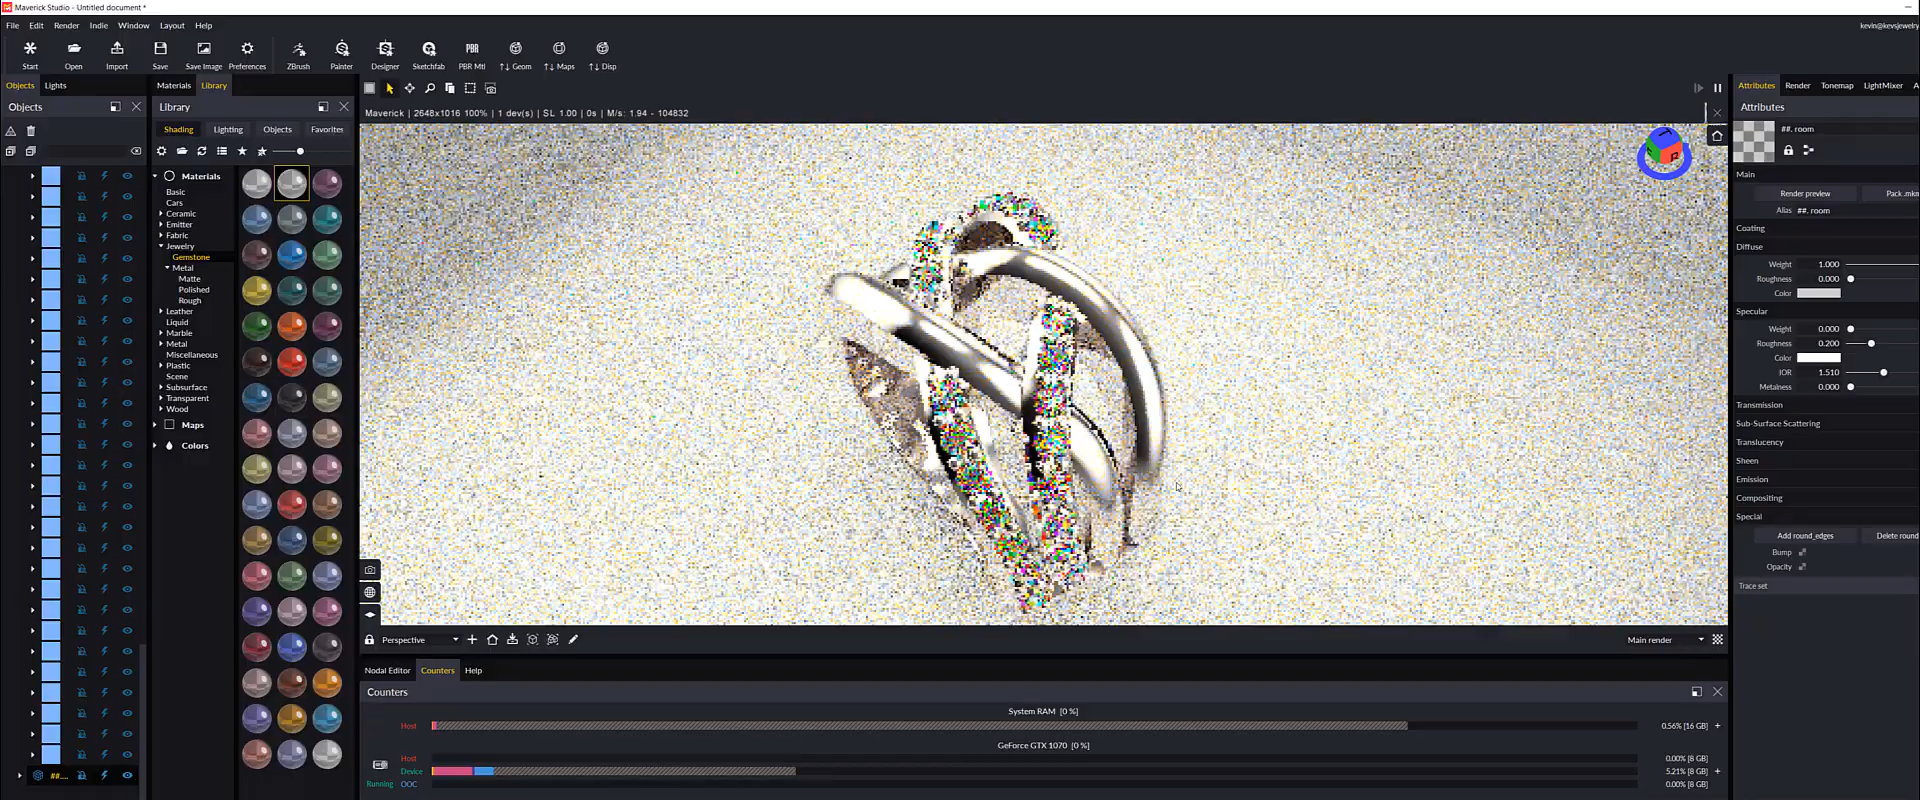 Maverick Studio - Untitled document *
File Edit Render Indie Window Layout Help
kevin@kevsjewelry
Start Open Import Save Save Image Preferences ZBrush Painter Designer Sketchfab PBR Mtl ↑↓ Geom ↑↓ Maps ↑↓ Disp
PBR
Objects Lights
Objects
##....
Materials Library
Library
Shading Lighting Objects Favorites
Materials
Basic
Cars
Ceramic
Emitter
Fabric
Jewelry
Gemstone
Metal
Matte
Polished
Rough
Leather
Liquid
Marble
Metal
Miscellaneous
Plastic
Scene
Subsurface
Transparent
Wood
Maps
Colors
Maverick | 2648x1016 100% | 1 dev(s) | SL 1.00 | 0s | M/s: 1.94 - 104832
Perspective
Main render
Nodal Editor Counters Help
Counters
System RAM [0 %]
Host 0.56% [16 GB] +
GeForce GTX 1070 [0 %]
Host 0.00% [8 GB]
Device 5.21% [8 GB] +
Running OOC 0.00% [8 GB]
Attributes Render Tonemap LightMixer A
Attributes
##. room
Main
Render preview Pack .mkm
Alias ##. room
Coating
Diffuse
Weight 1.000
Roughness 0.000
Color
Specular
Weight 0.000
Roughness 0.200
Color
IOR 1.510
Metalness 0.000
Transmission
Sub-Surface Scattering
Translucency
Sheen
Emission
Compositing
Special
Add round_edges Delete round
Bump
Opacity
Trace set